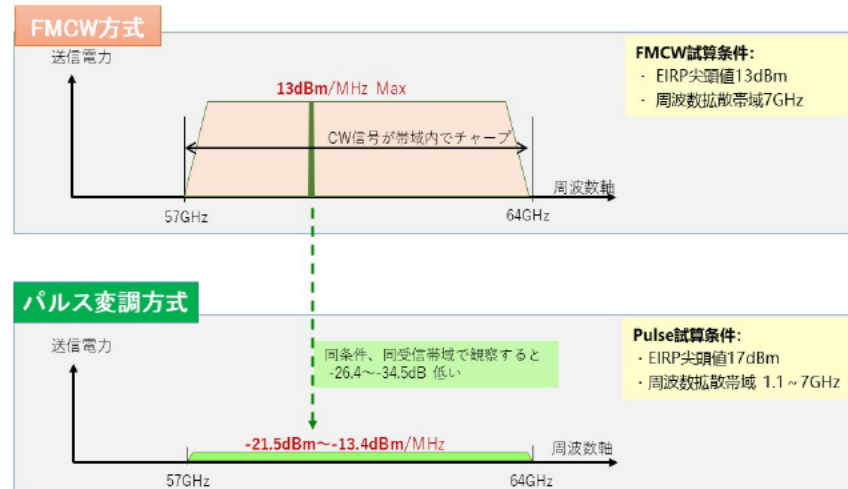 FMCW方式
送信電力
13dBm/MHz Max
CW信号が帯域内でチャープ
周波数軸
57GHz
64GHz
FMCW試算条件:
・ EIRP尖頭値13dBm
・ 周波数拡散帯域7GHz
パルス変調方式
送信電力
同条件、同受信帯域で観察すると
-26.4～-34.5dB 低い
-21.5dBm～-13.4dBm/MHz
周波数軸
57GHz
64GHz
Pulse試算条件:
・EIRP尖頭値17dBm
・周波数拡散帯域 1.1～7GHz